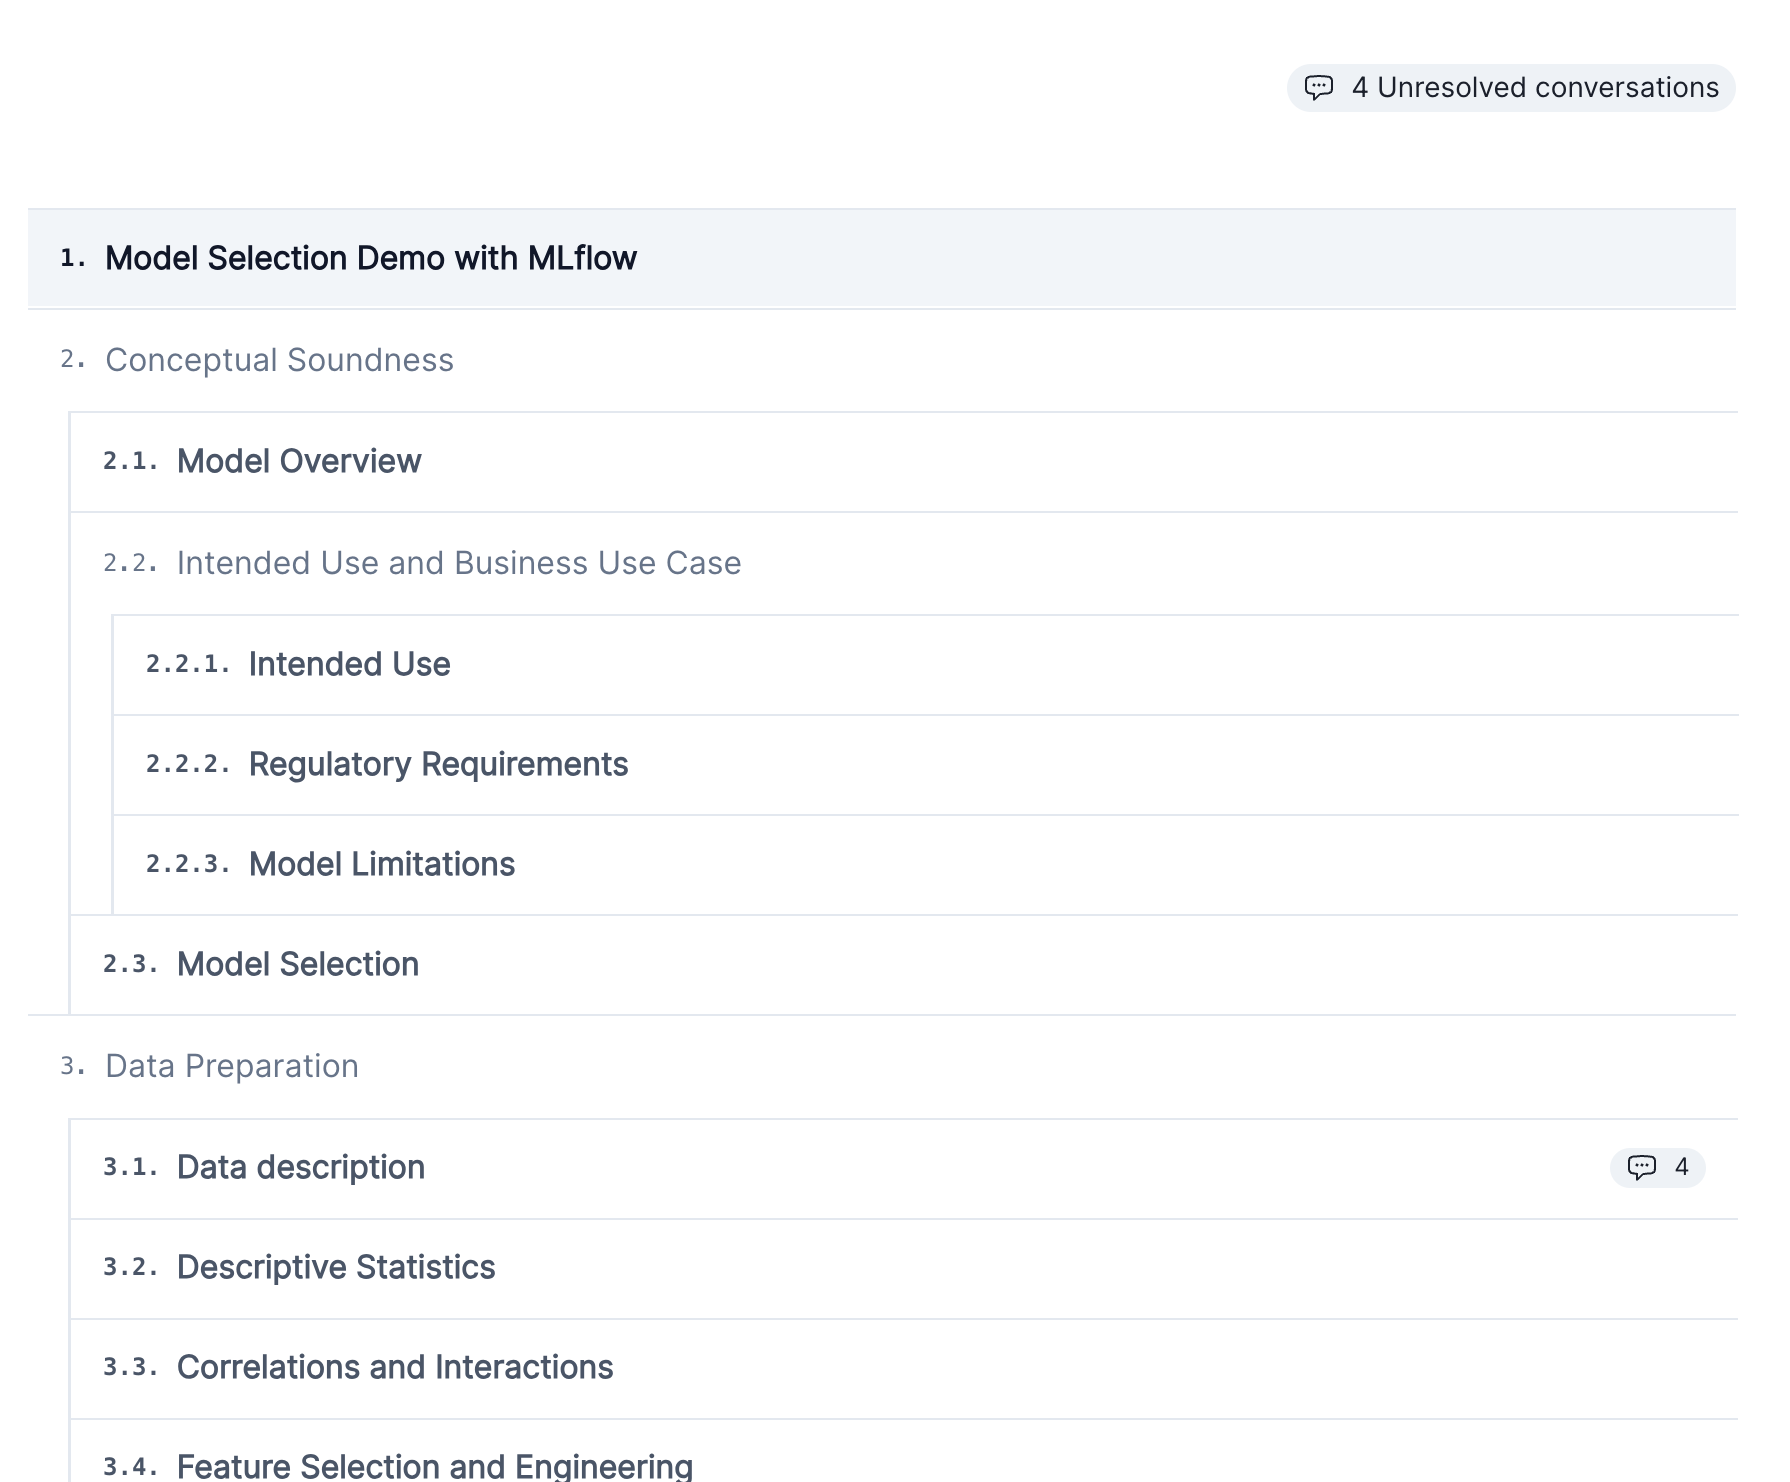 4 Unresolved conversations
1. Model Selection Demo with MLflow
2. Conceptual Soundness
2.1. Model Overview
2.2. Intended Use and Business Use Case
2.2.1. Intended Use
2.2.2. Regulatory Requirements
2.2.3. Model Limitations
2.3. Model Selection
3. Data Preparation
3.1. Data description 4
3.2. Descriptive Statistics
3.3. Correlations and Interactions
3.4. Feature Selection and Engineering